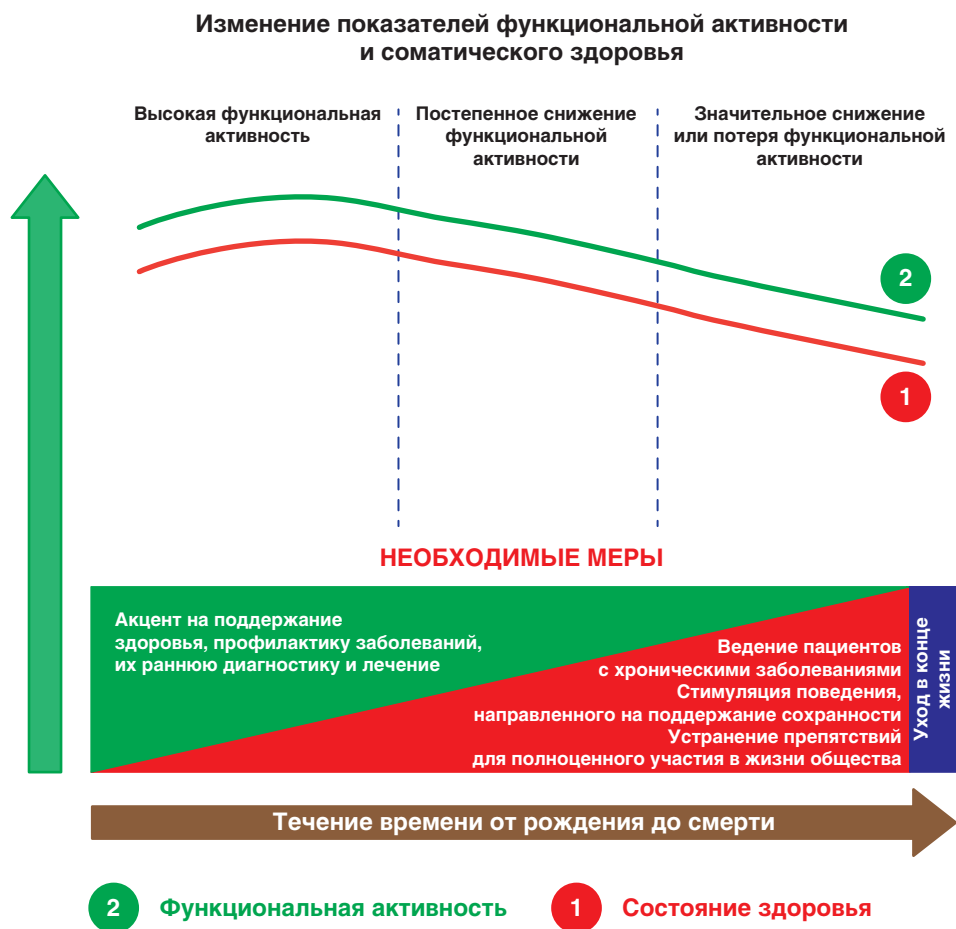 Изменение показателей функциональной активности
и соматического здоровья
Высокая функциональная
активность
Постепенное снижение
функциональной
активности
Значительное снижение
или потеря функциональной
активности
2
1
НЕОБХОДИМЫЕ МЕРЫ
Акцент на поддержание
здоровья, профилактику заболеваний,
их раннюю диагностику и лечение
Ведение пациентов
с хроническими заболеваниями
Стимуляция поведения,
направленного на поддержание сохранности
Устранение препятствий
для полноценного участия в жизни общества
Уход в конце
жизни
Течение времени от рождения до смерти
2 Функциональная активность
1 Состояние здоровья